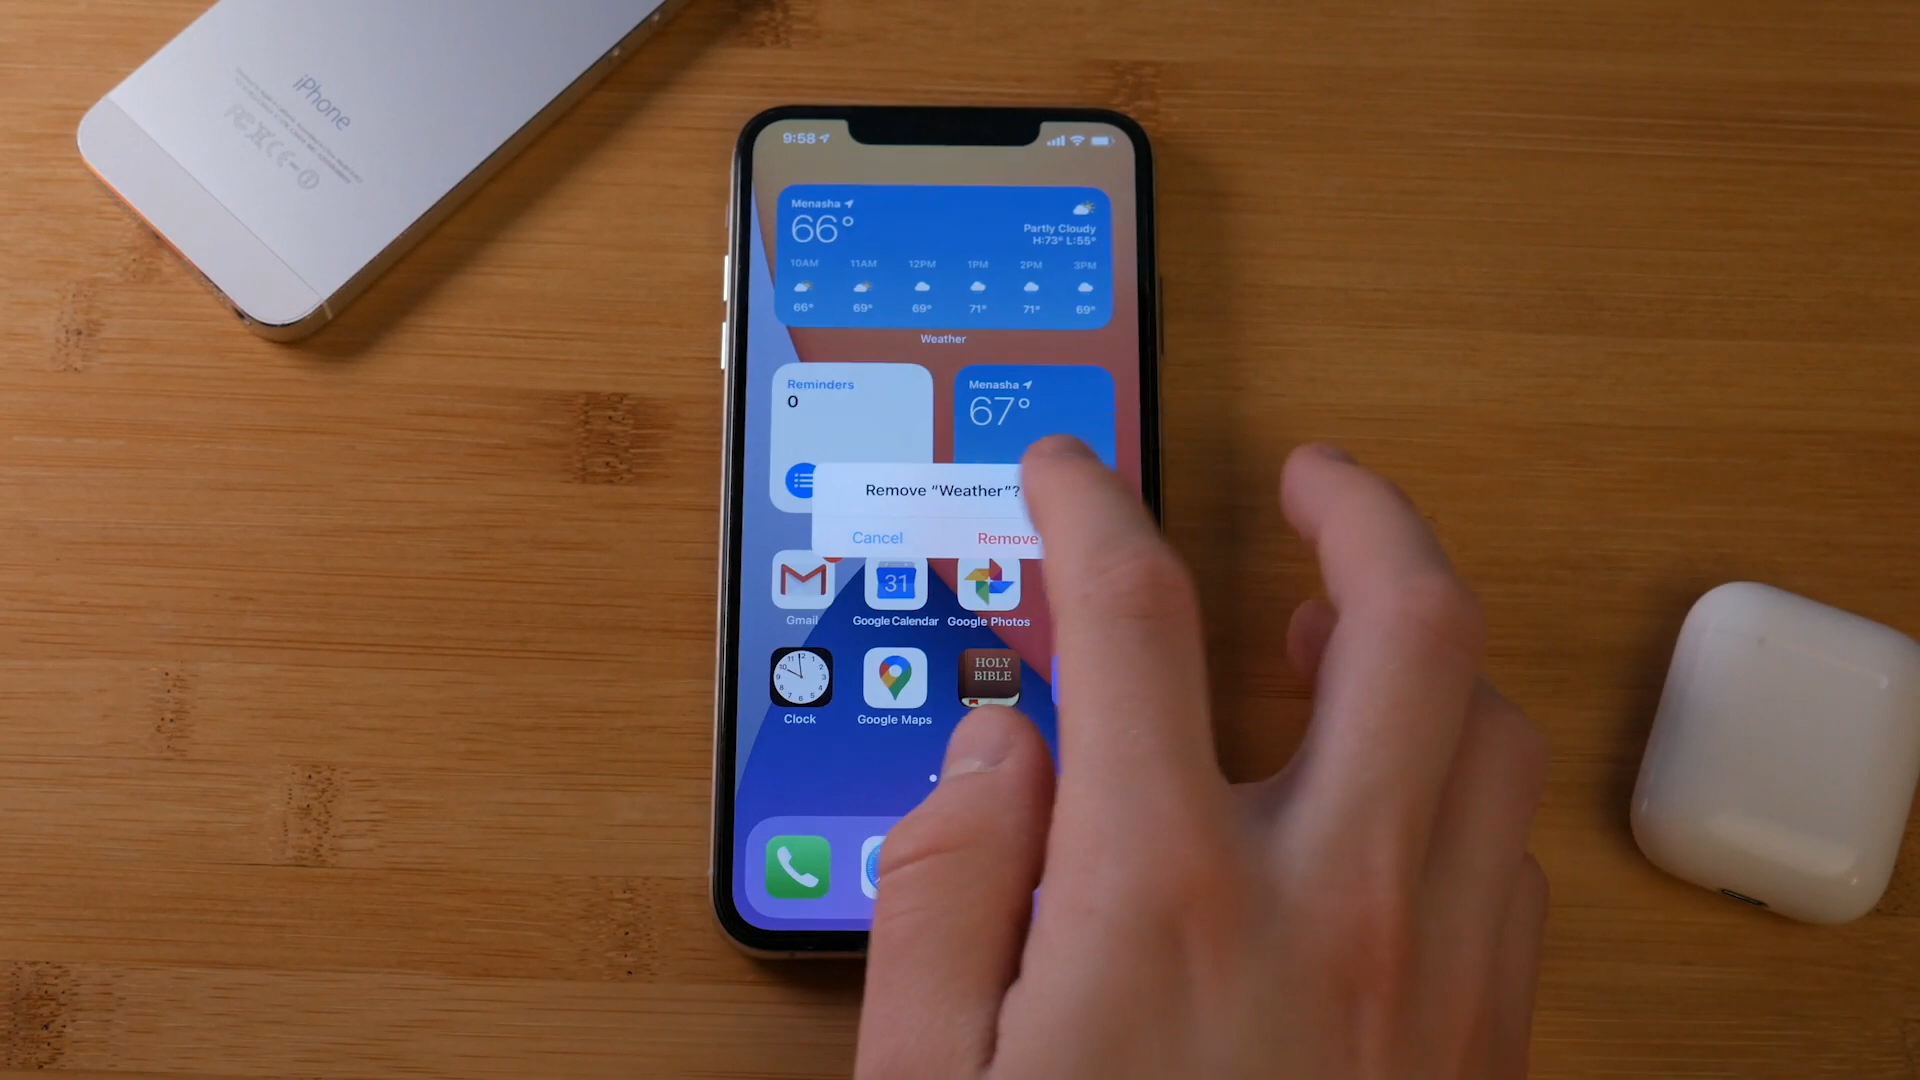 iPhone
9:58
Menasha
66°
Partly Cloudy
H:73° L:55°
10AM 11AM 12PM 1PM 2PM 3PM
66° 69° 69° 71° 71° 69°
Weather
Reminders
0
Menasha
67°
Remove “Weather”?
Cancel Remove
31
Gmail Google Calendar Google Photos
HOLY
BIBLE
Clock Google Maps